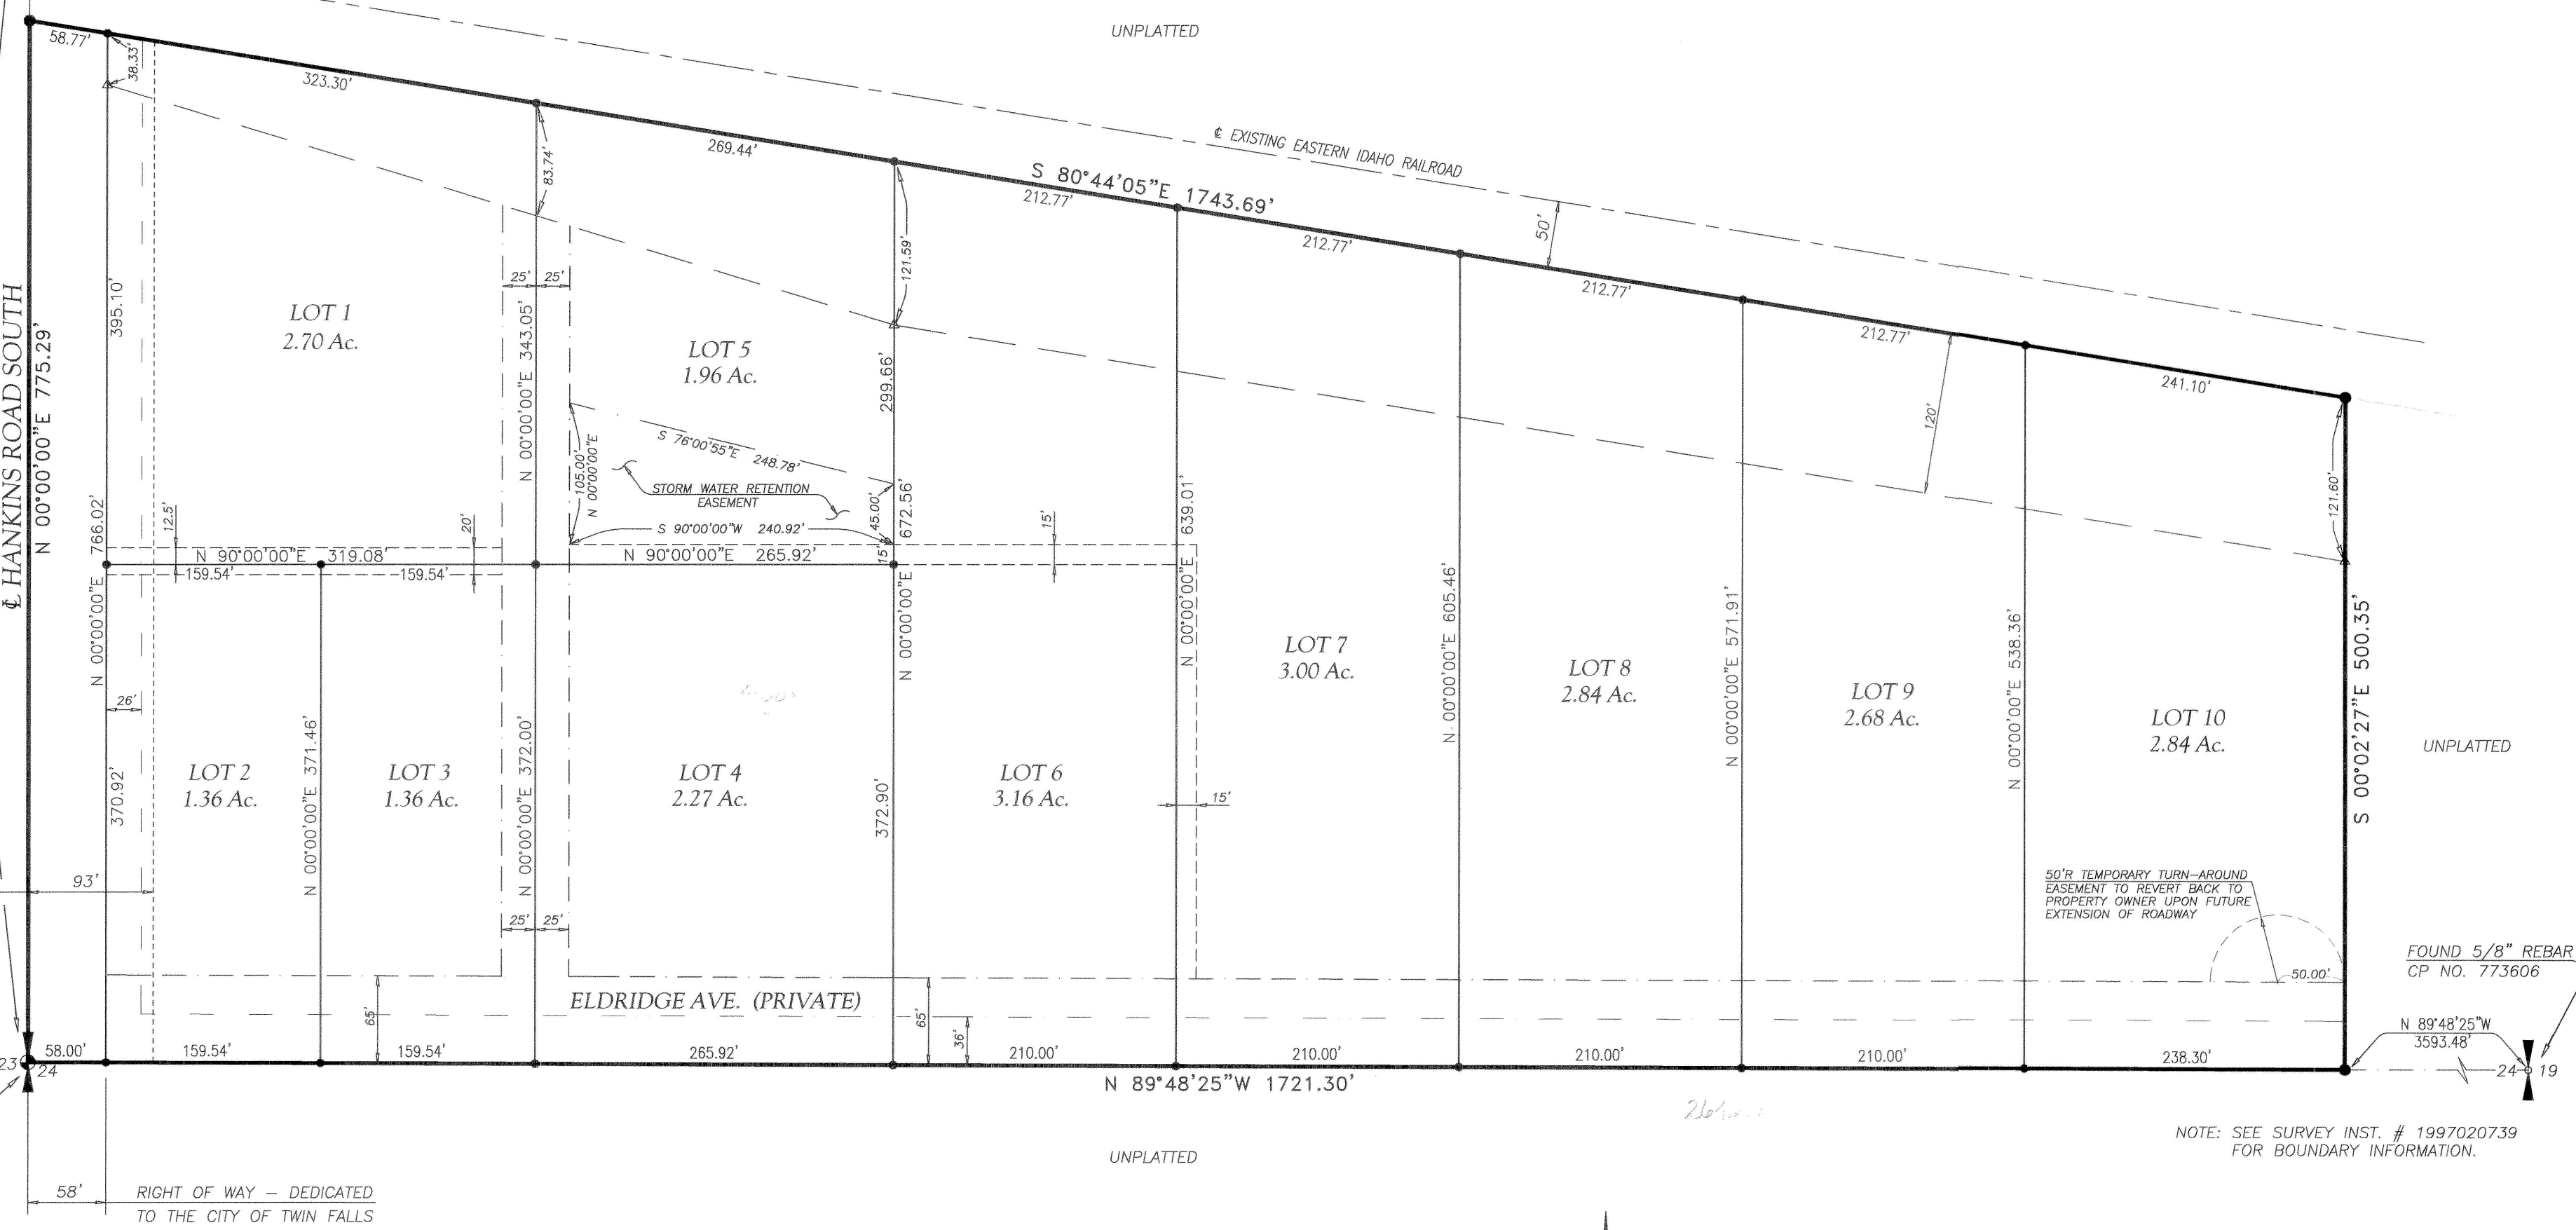 UNPLATTED
58.77'
38.33'
323.30'
83.74'
269.44'
121.59'
℄ EXISTING EASTERN IDAHO RAILROAD
S 80°44'05"E 1743.69'
212.77'
212.77'
50'
212.77'
212.77'
120'
241.10'
121.60'
℄ HANKINS ROAD SOUTH
N 00°00'00"E 775.29'
395.10'
LOT 1
2.70 Ac.
25'
25'
N 00°00'00"E 343.05'
LOT 5
1.96 Ac.
299.66'
S 76°00'55"E 248.78'
105.00'
N 00°00'00"E
STORM WATER RETENTION
EASEMENT
S 90°00'00"W 240.92'
45.00'
15'
N 00°00'00"E 766.02'
12.5'
20'
N 90°00'00"E 319.08'
159.54'
159.54'
N 90°00'00"E 265.92'
N 00°00'00"E 672.56'
15'
N 00°00'00"E 639.01'
N 00°00'00"E 605.46'
N 00°00'00"E 571.91'
N 00°00'00"E 538.36'
S 00°02'27"E 500.35'
26'
370.92'
LOT 2
1.36 Ac.
N 00°00'00"E 371.46'
LOT 3
1.36 Ac.
N 00°00'00"E 372.00'
LOT 4
2.27 Ac.
372.90'
LOT 6
3.16 Ac.
15'
LOT 7
3.00 Ac.
LOT 8
2.84 Ac.
LOT 9
2.68 Ac.
LOT 10
2.84 Ac.
UNPLATTED
93'
25'
25'
50'R TEMPORARY TURN-AROUND
EASEMENT TO REVERT BACK TO
PROPERTY OWNER UPON FUTURE
EXTENSION OF ROADWAY
50.00'
FOUND 5/8" REBAR
CP NO. 773606
65'
ELDRIDGE AVE. (PRIVATE)
65'
36'
N 89°48'25"W
3593.48'
23
24
58.00'
159.54'
159.54'
265.92'
210.00'
210.00'
210.00'
210.00'
238.30'
24
19
N 89°48'25"W 1721.30'
NOTE: SEE SURVEY INST. # 1997020739
FOR BOUNDARY INFORMATION.
UNPLATTED
58'
RIGHT OF WAY - DEDICATED
TO THE CITY OF TWIN FALLS